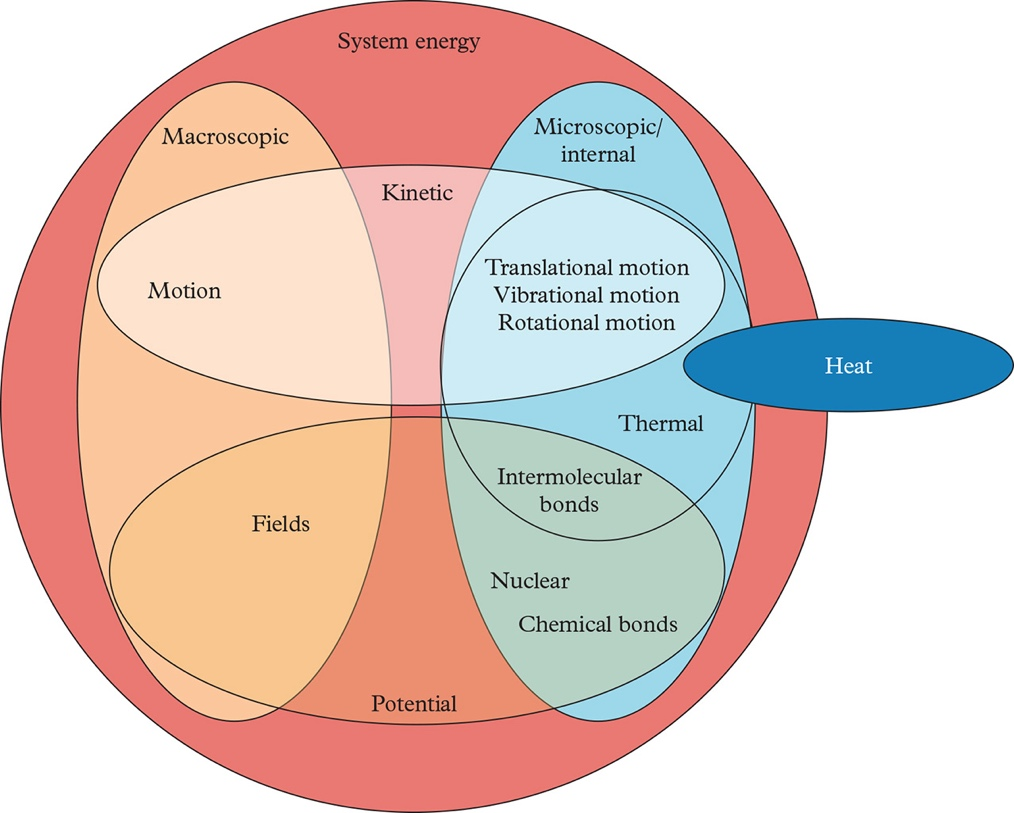 System energy
Macroscopic
Microscopic/
internal
Kinetic
Motion
Translational motion
Vibrational motion
Rotational motion
Heat
Thermal
Intermolecular
bonds
Fields
Nuclear
Chemical bonds
Potential